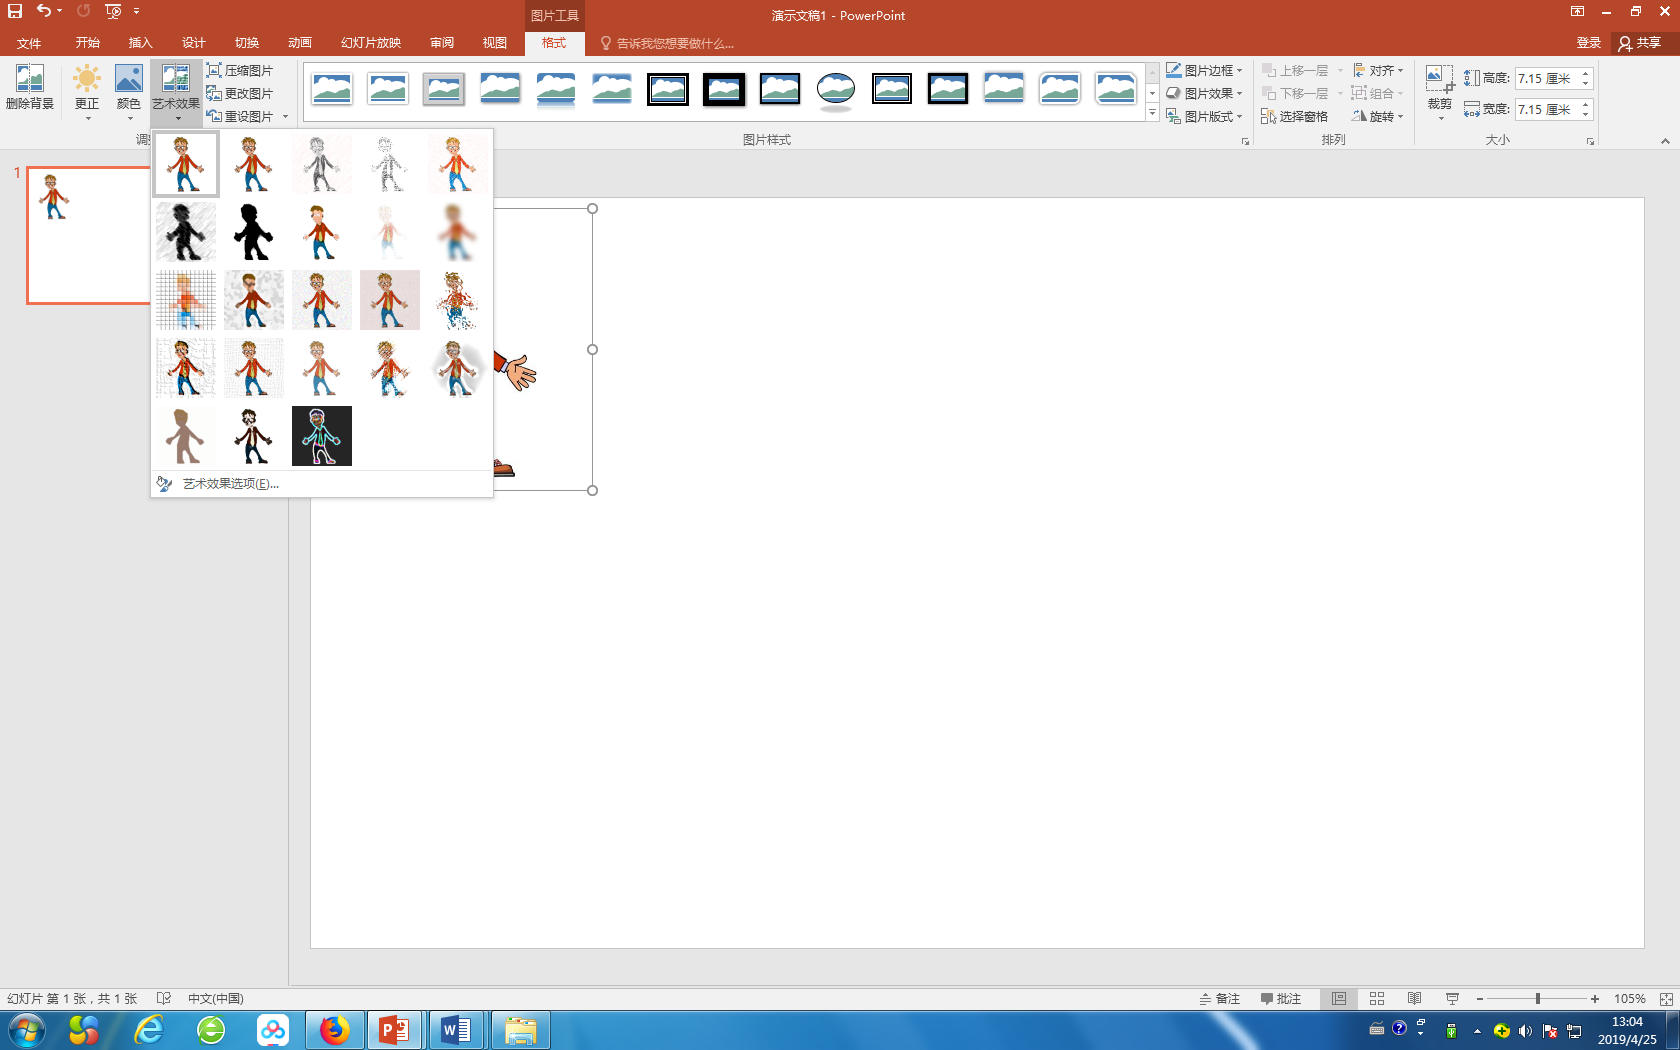 图片工具
演示文稿1 - PowerPoint
文件 开始 插入 设计 切换 动画 幻灯片放映 审阅 视图 格式 告诉我您想要做什么... 登录 共享
删除背景 更正 颜色 艺术效果
压缩图片
更改图片
重设图片
图片边框
图片效果
图片版式
上移一层
下移一层
选择窗格
对齐
组合
旋转
裁剪
高度: 7.15 厘米
宽度: 7.15 厘米
图片样式 排列 大小
1
艺术效果选项(E)...
幻灯片 第 1 张，共 1 张 中文(中国) 备注 批注 105%
13:04
2019/4/25